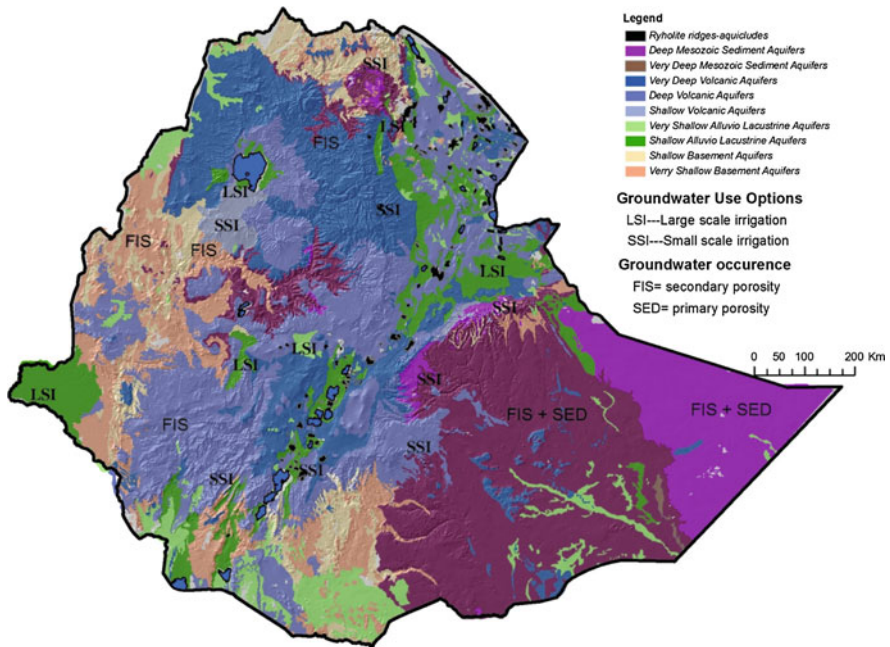 Legend
Ryholite ridges-aquicludes
Deep Mesozoic Sediment Aquifers
Very Deep Mesozoic Sediment Aquifers
Very Deep Volcanic Aquifers
Deep Volcanic Aquifers
Shallow Volcanic Aquifers
Very Shallow Alluvio Lacustrine Aquifers
Shallow Alluvio Lacustrine Aquifers
Shallow Basement Aquifers
Verry Shallow Basement Aquifers
Groundwater Use Options
LSI---Large scale irrigation
SSI---Small scale irrigation
Groundwater occurence
FIS= secondary porosity
SED= primary porosity
0 50 100 200 Km
SSI
LSI
FIS
LSI
SSI
SSI
FIS
FIS
LSI
SSI
LSI
LSI
SSI
LSI
FIS
FIS + SED
FIS + SED
SSI
SSI
SSI